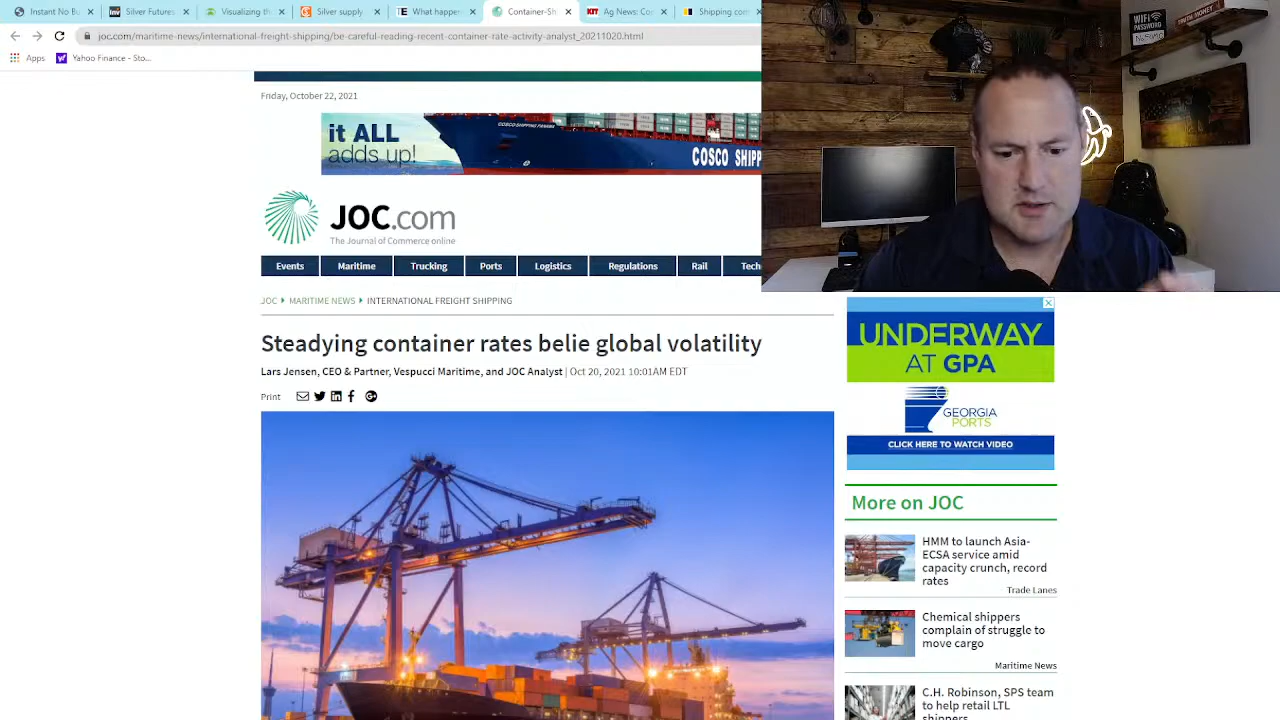 Instant No Bu
Silver Futures
Visualizing th
Silver supply
What happen
Container-Sh
Ag News: Co
Shipping com
joc.com/maritime-news/international-freight-shipping/be-careful-reading-recent-container-rate-activity-analyst_20211020.html
Apps
Yahoo Finance - Sto...
WIFI
PASSWORD
Friday, October 22, 2021
it ALL
adds up!
COSCO SHIPP
JOC.com
The Journal of Commerce online
Events
Maritime
Trucking
Ports
Logistics
Regulations
Rail
Tech
JOC
MARITIME NEWS
INTERNATIONAL FREIGHT SHIPPING
Steadying container rates belie global volatility
Lars Jensen, CEO & Partner, Vespucci Maritime, and JOC Analyst | Oct 20, 2021 10:01AM EDT
Print
UNDERWAY
AT GPA
GEORGIA
PORTS
CLICK HERE TO WATCH VIDEO
More on JOC
HMM to launch Asia-
ECSA service amid
capacity crunch, record
rates
Trade Lanes
Chemical shippers
complain of struggle to
move cargo
Maritime News
C.H. Robinson, SPS team
to help retail LTL
shippers